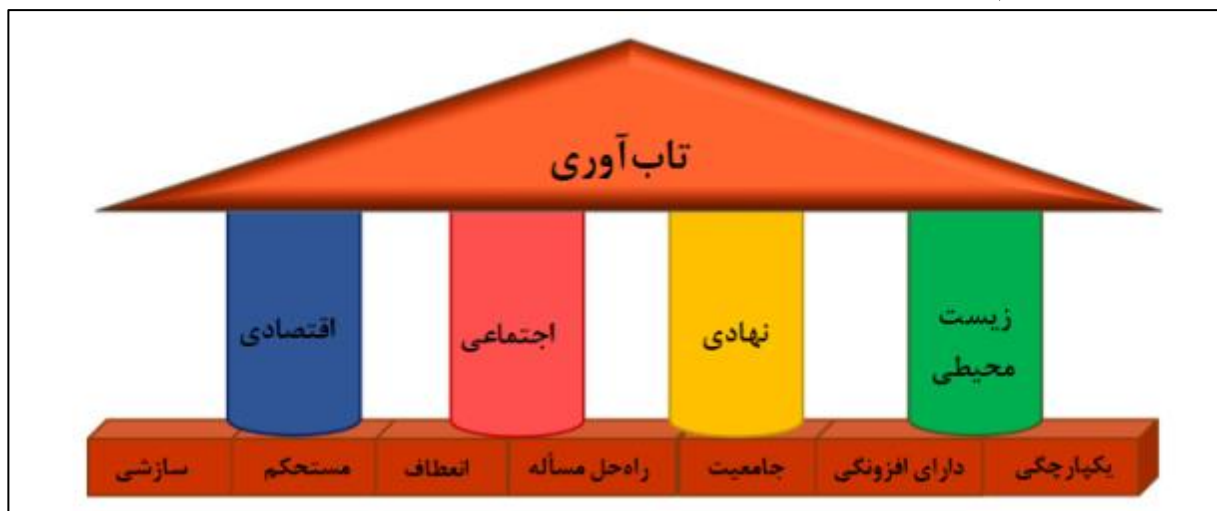 تاب‌آوری
زیست
محیطی
نهادی
اجتماعی
اقتصادی
یکپارچگی
دارای افزونگی
جامعیت
راه‌حل مسأله
انعطاف
مستحکم
سازشی